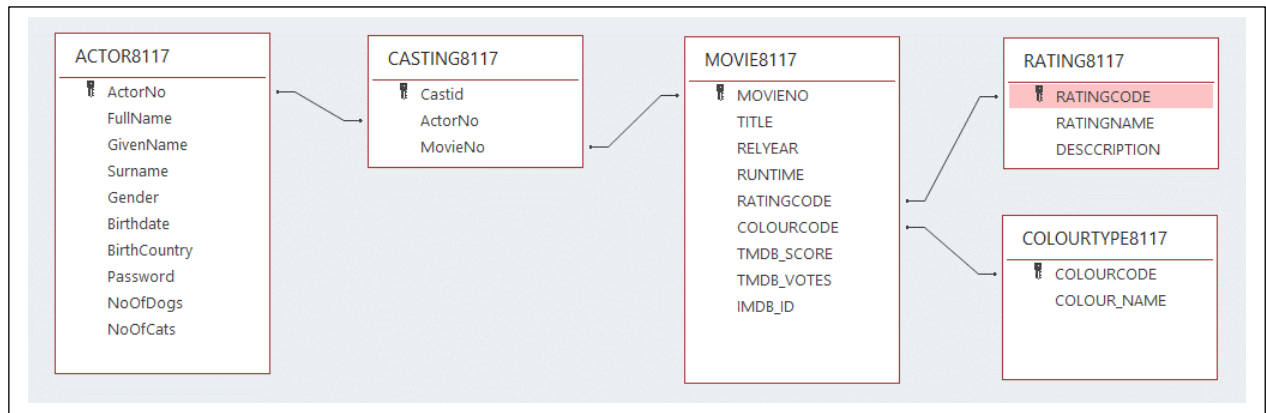 ACTOR8117
ActorNo
FullName
GivenName
Surname
Gender
Birthdate
BirthCountry
Password
NoOfDogs
NoOfCats
CASTING8117
Castid
ActorNo
MovieNo
MOVIE8117
MOVIENO
TITLE
RELYEAR
RUNTIME
RATINGCODE
COLOURCODE
TMDB_SCORE
TMDB_VOTES
IMDB_ID
RATING8117
RATINGCODE
RATINGNAME
DESCCRIPTION
COLOURTYPE8117
COLOURCODE
COLOUR_NAME